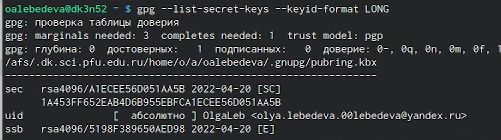 oalebedeva@dk3n52 ~ $ gpg --list-secret-keys --keyid-format LONG
gpg: проверка таблицы доверия
gpg: marginals needed: 3  completes needed: 1  trust model: pgp
gpg: глубина: 0  достоверных:   1  подписанных:   0  доверие: 0-, 0q, 0n, 0m, 0f, 1
/afs/.dk.sci.pfu.edu.ru/home/o/a/oalebedeva/.gnupg/pubring.kbx
--------------------------------------------------------------
sec   rsa4096/A1ECEE56D051AA5B 2022-04-20 [SC]
      1A453FF652EAB4D6B955EBFCA1ECEE56D051AA5B
uid              [  абсолютно ] OlgaLeb <olya.lebedeva.00lebedeva@yandex.ru>
ssb   rsa4096/5198F389650AED98 2022-04-20 [E]